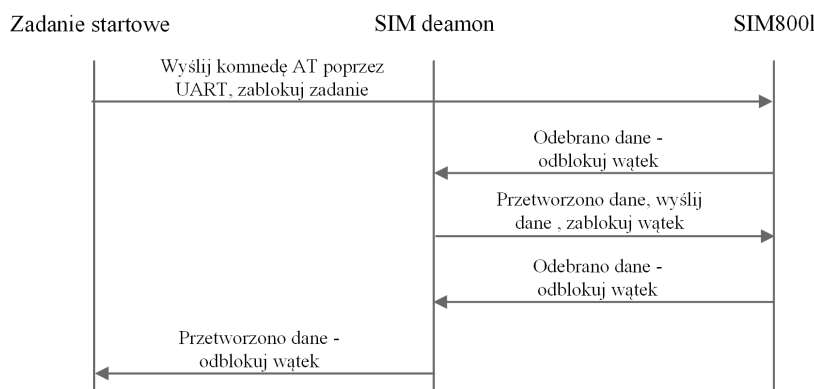 Zadanie startowe
SIM deamon
SIM800l
Wyślij komnedę AT poprzez
UART, zablokuj zadanie
Odebrano dane -
odblokuj wątek
Przetworzono dane, wyślij
dane , zablokuj wątek
Odebrano dane -
odblokuj wątek
Przetworzono dane -
odblokuj wątek